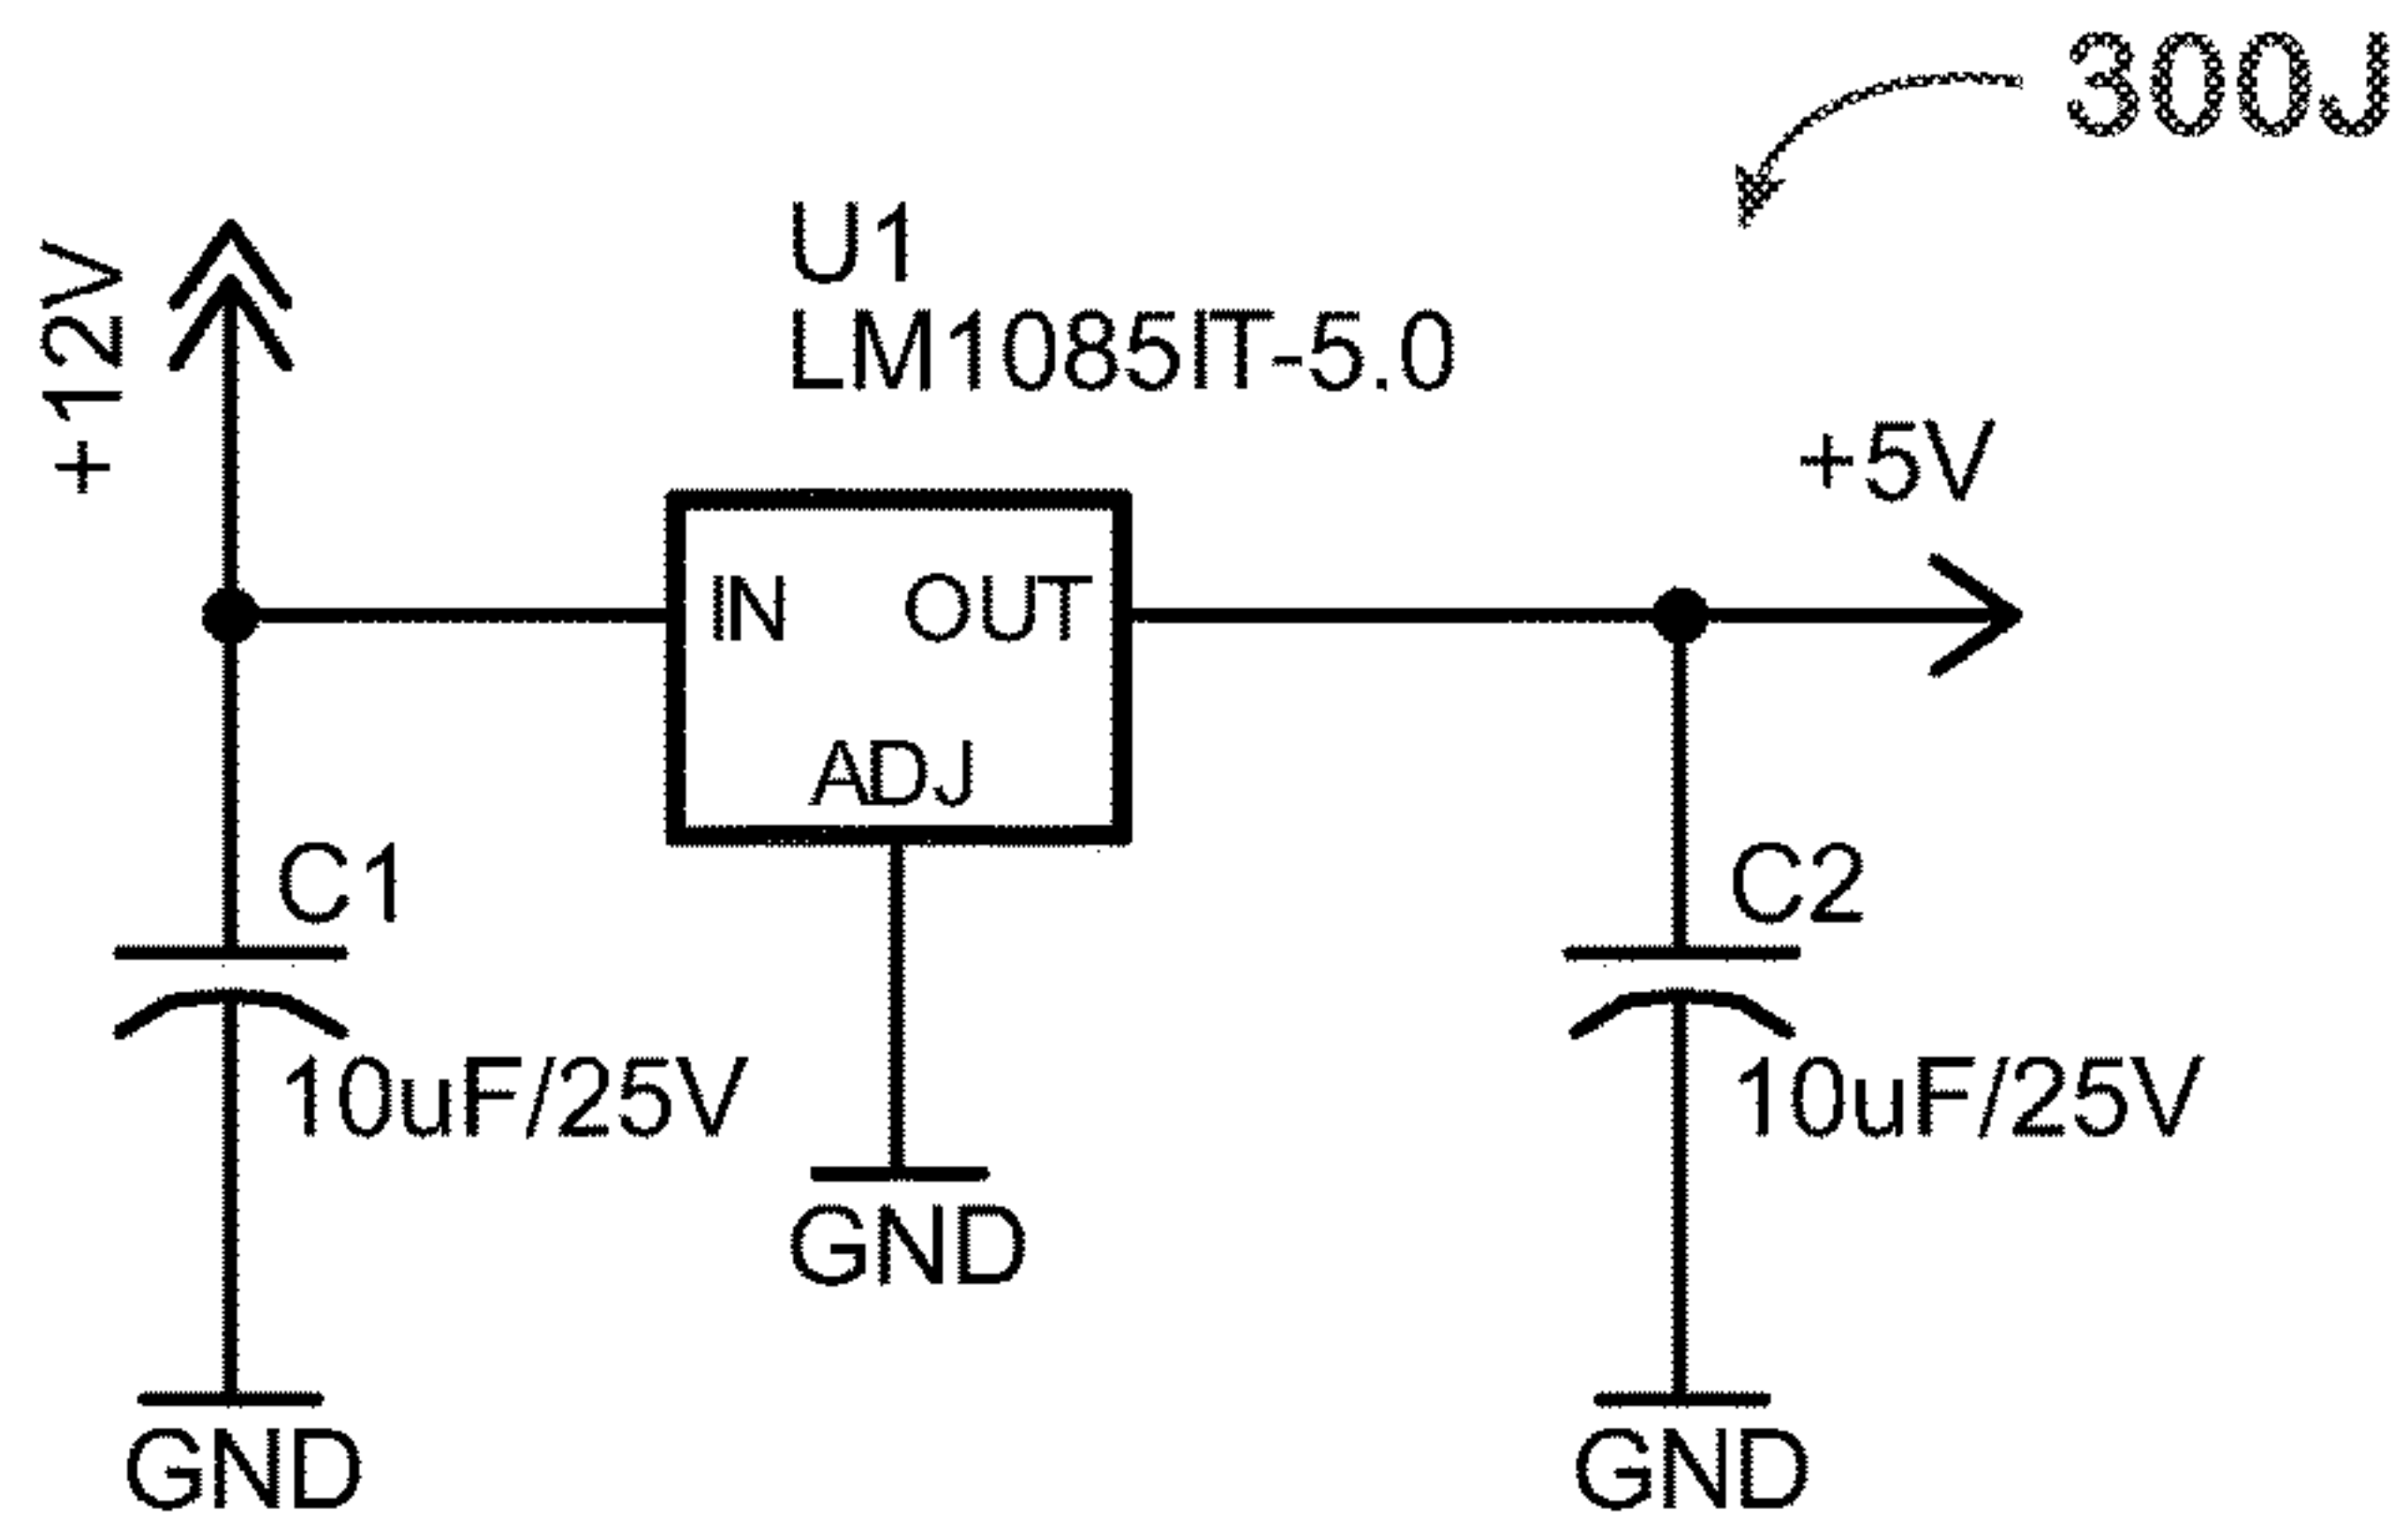 300J
+12V
U1
LM1085IT-5.0
+5V
IN OUT
ADJ
C1
C2
10uF/25V
10uF/25V
GND
GND
GND